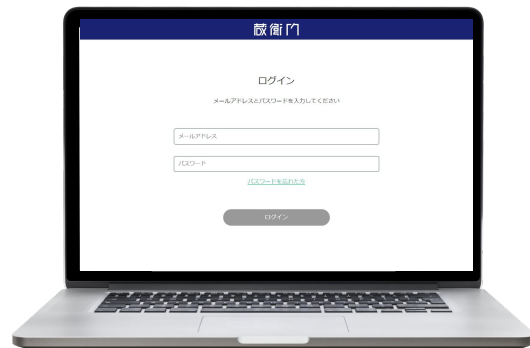 蔵衛門
ログイン
メールアドレスとパスワードを入力してください
メールアドレス
パスワード
パスワードを忘れた方
ログイン